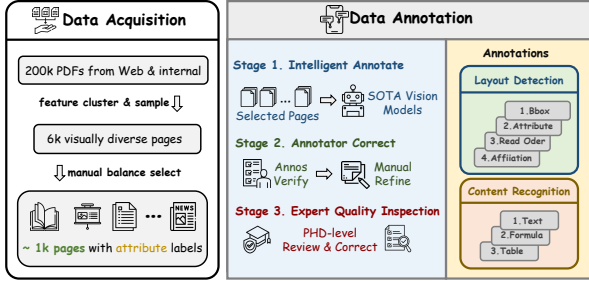 Data Acquisition
200k PDFs from Web & internal
feature cluster & sample
6k visually diverse pages
manual balance select
NEWS
~ 1k pages with attribute labels
Data Annotation
Stage 1. Intelligent Annotate
...
Selected Pages
SOTA Vision
Models
Stage 2. Annotator Correct
Annos
Verify
Manual
Refine
Stage 3. Expert Quality Inspection
PHD-level
Review & Correct
Annotations
Layout Detection
1.Bbox
2.Attribute
3.Read Oder
4.Affiiation
Content Recognition
1.Text
2.Formula
3.Table